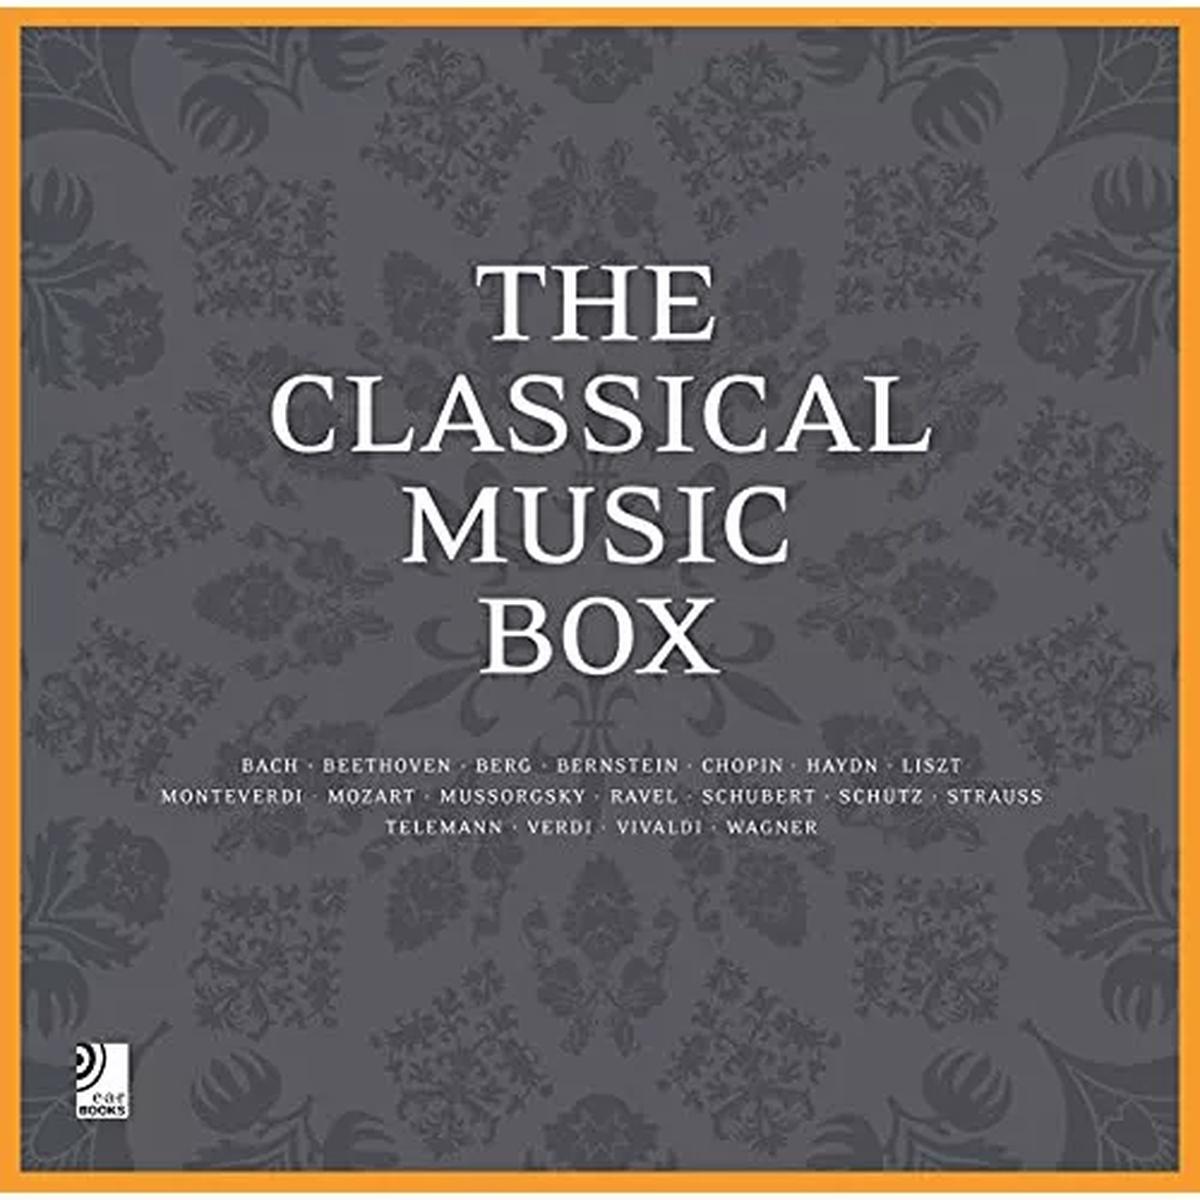 THE
CLASSICAL
MUSIC
BOX
BACH · BEETHOVEN · BERG · BERNSTEIN · CHOPIN · HAYDN · LISZT
MONTEVERDI · MOZART · MUSSORGSKY · RAVEL · SCHUBERT · SCHÜTZ · STRAUSS
TELEMANN · VERDI · VIVALDI · WAGNER
ear
BOOKS